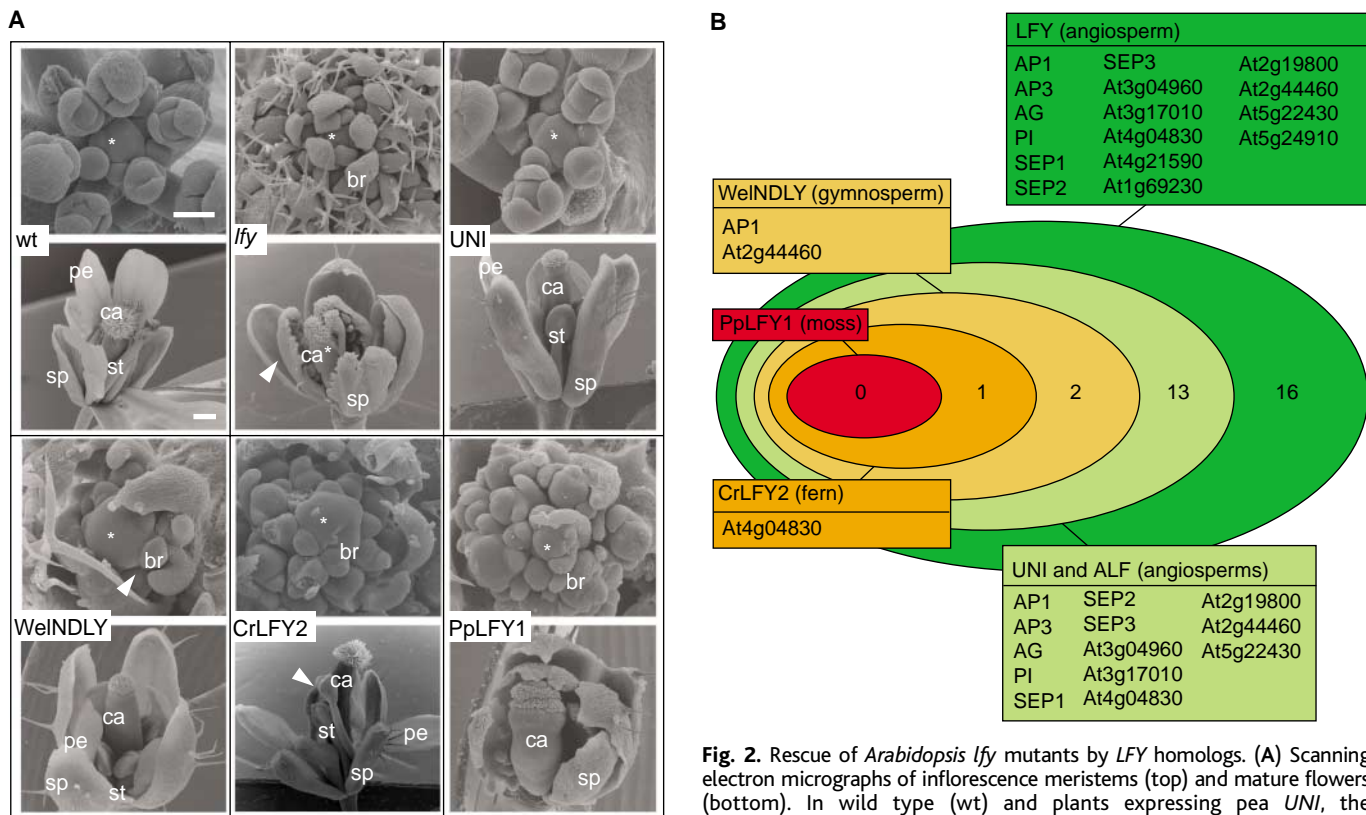 A
*
wt
pe
ca
st
sp
*
br
lfy
ca*
sp
*
UNI
pe
ca
st
sp
*
br
WelNDLY
ca
pe
sp
st
*
br
CrLFY2
ca
st
pe
sp
*
br
PpLFY1
ca
sp
B
LFY (angiosperm)
AP1 SEP3 At2g19800
AP3 At3g04960 At2g44460
AG At3g17010 At5g22430
PI At4g04830 At5g24910
SEP1 At4g21590
SEP2 At1g69230
WelNDLY (gymnosperm)
AP1
At2g44460
PpLFY1 (moss)
0 1 2 13 16
CrLFY2 (fern)
At4g04830
UNI and ALF (angiosperms)
AP1 SEP2 At2g19800
AP3 SEP3 At2g44460
AG At3g04960 At5g22430
PI At3g17010
SEP1 At4g04830
Fig. 2. Rescue of Arabidopsis lfy mutants by LFY homologs. (A) Scanning
electron micrographs of inflorescence meristems (top) and mature flowers
(bottom). In wild type (wt) and plants expressing pea UNI, the